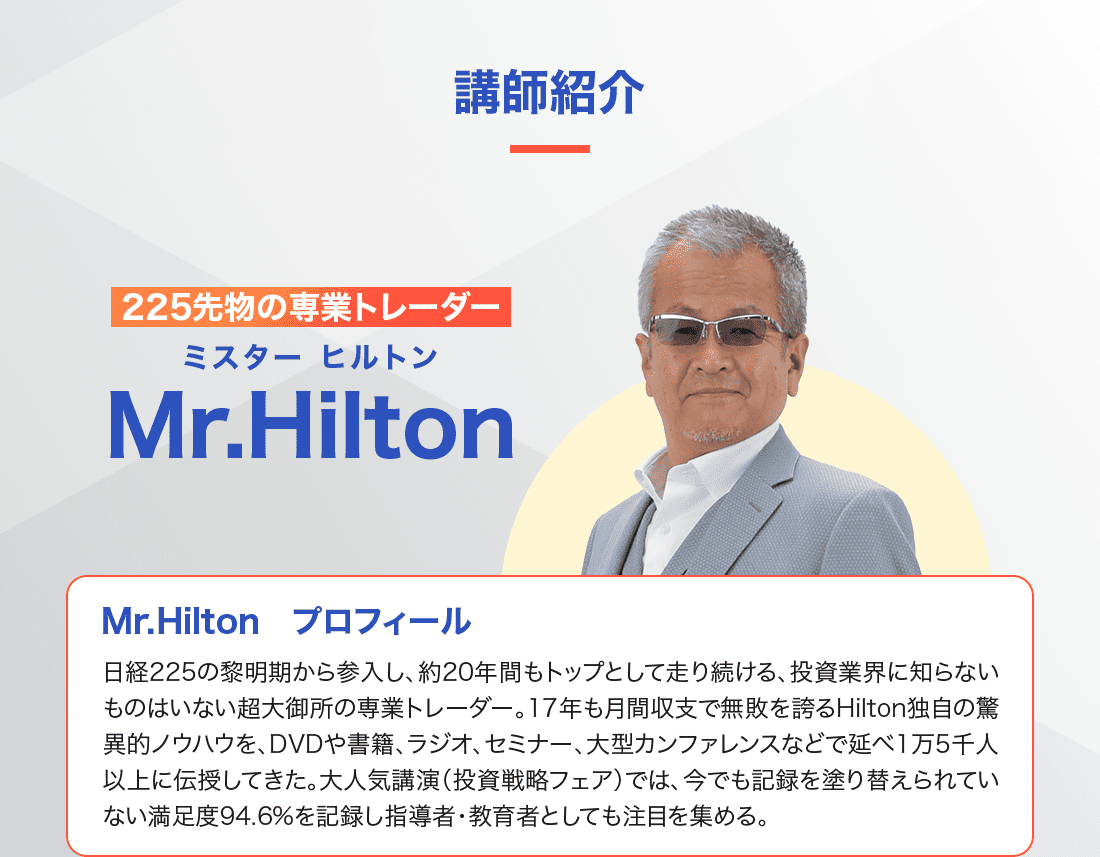 講師紹介
225先物の専業トレーダー
ミスター ヒルトン
Mr.Hilton
Mr.Hilton　プロフィール
日経225の黎明期から参入し、約20年間もトップとして走り続ける、投資業界に知らない
ものはいない超大御所の専業トレーダー。17年も月間収支で無敗を誇るHilton独自の驚
異的ノウハウを、DVDや書籍、ラジオ、セミナー、大型カンファレンスなどで延べ1万5千人
以上に伝授してきた。大人気講演（投資戦略フェア）では、今でも記録を塗り替えられてい
ない満足度94.6%を記録し指導者・教育者としても注目を集める。